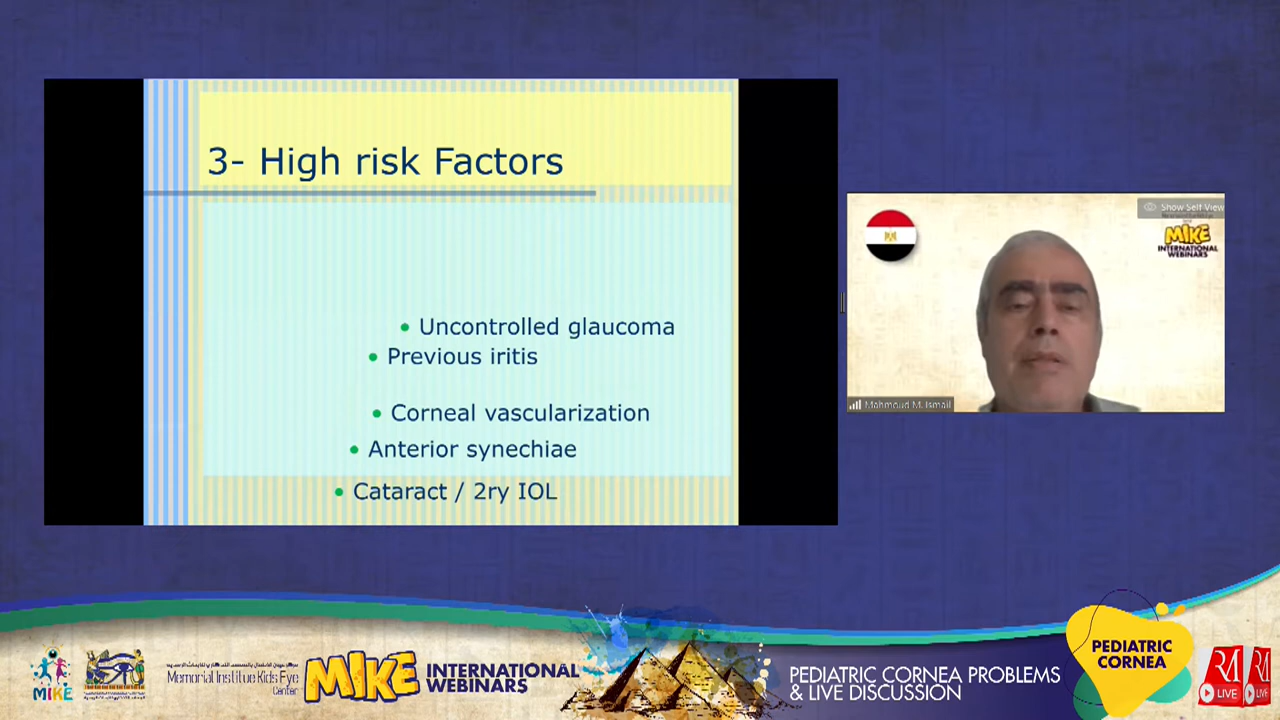 3- High risk Factors
• Uncontrolled glaucoma
• Previous iritis
• Corneal vascularization
• Anterior synechiae
• Cataract / 2ry IOL
Show Self View
MIKE
INTERNATIONAL
WEBINARS
Mahmoud M. Ismail
MIKE
Memorial Institue Kids Eye
Center
MIKE
INTERNATIONAL
WEBINARS
PEDIATRIC CORNEA PROBLEMS
& LIVE DISCUSSION
PEDIATRIC
CORNEA
LIVE
LIVE